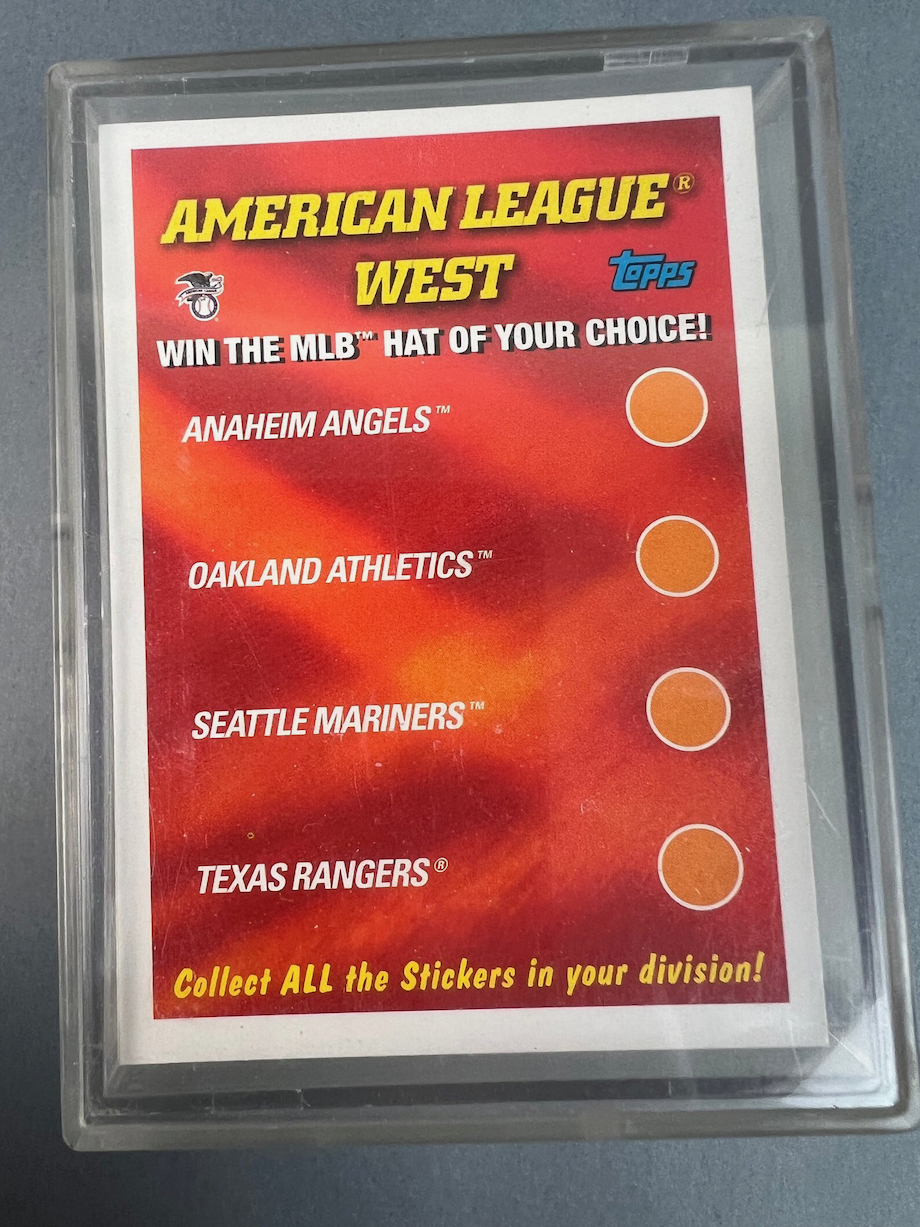 AMERICAN LEAGUE®
WEST
Topps
WIN THE MLB™ HAT OF YOUR CHOICE!
ANAHEIM ANGELS™
OAKLAND ATHLETICS™
SEATTLE MARINERS™
TEXAS RANGERS®
Collect ALL the Stickers in your division!